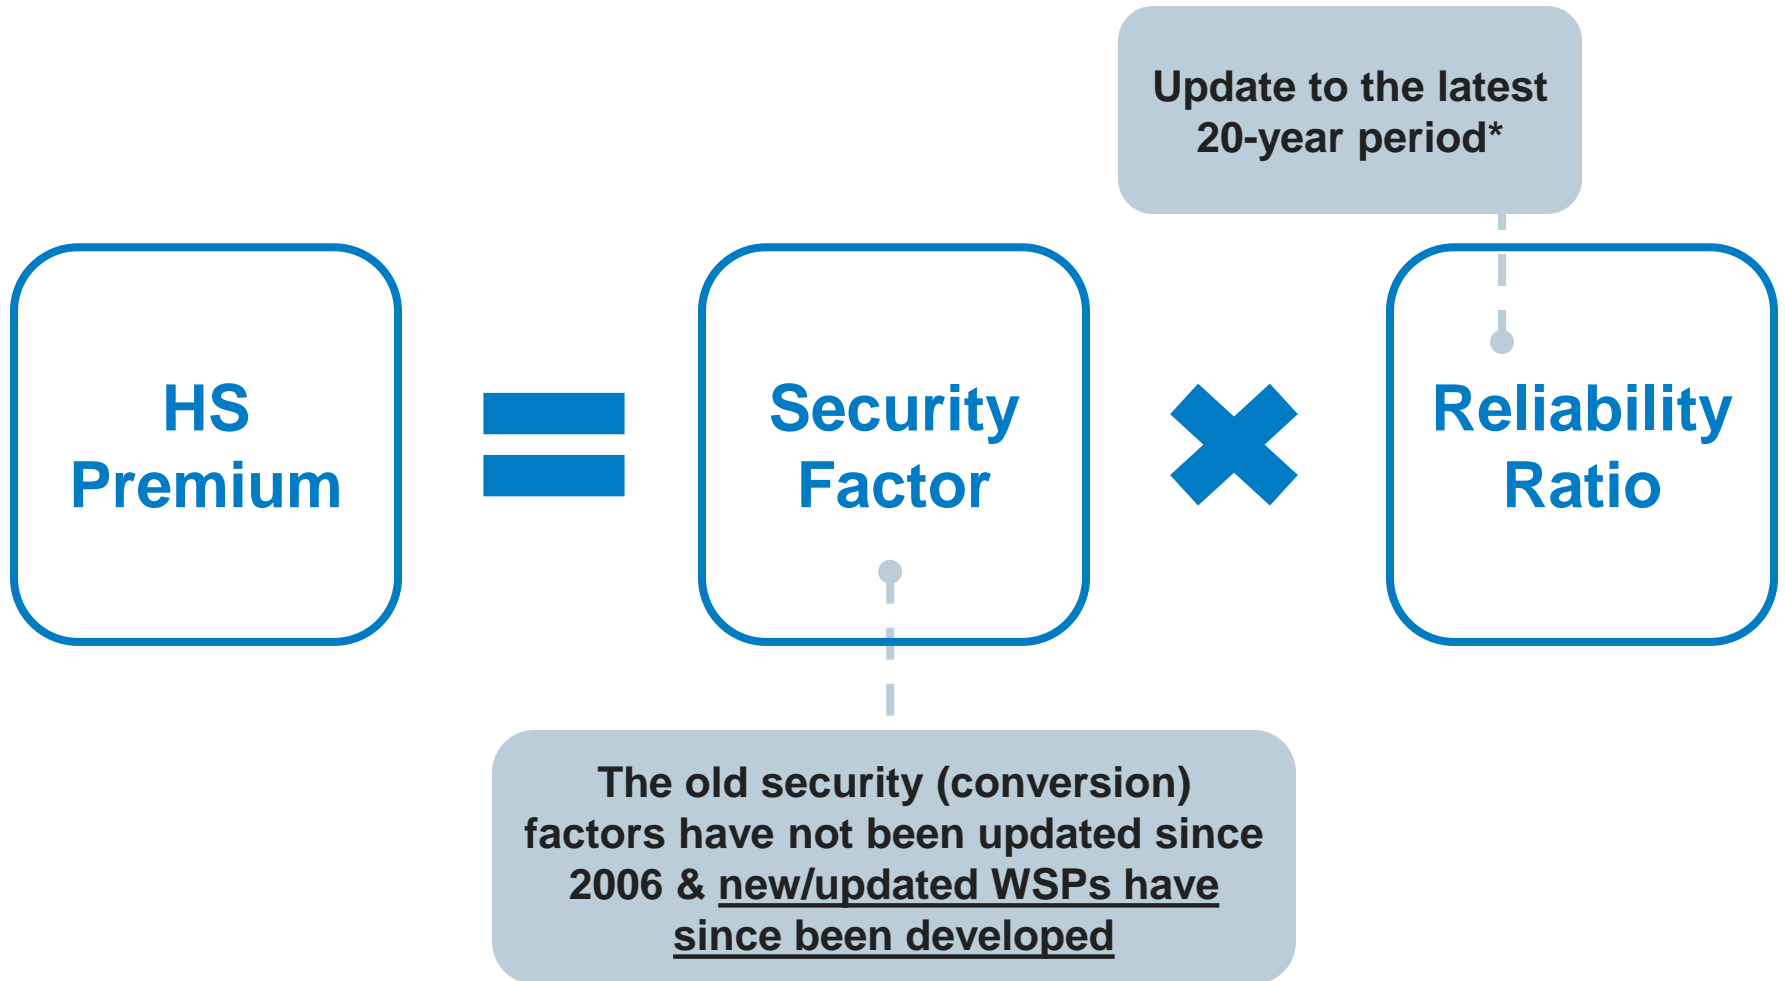 Update to the latest
20-year period*
HS
Premium
Security
Factor
Reliability
Ratio
The old security (conversion)
factors have not been updated since
2006 & new/updated WSPs have
since been developed